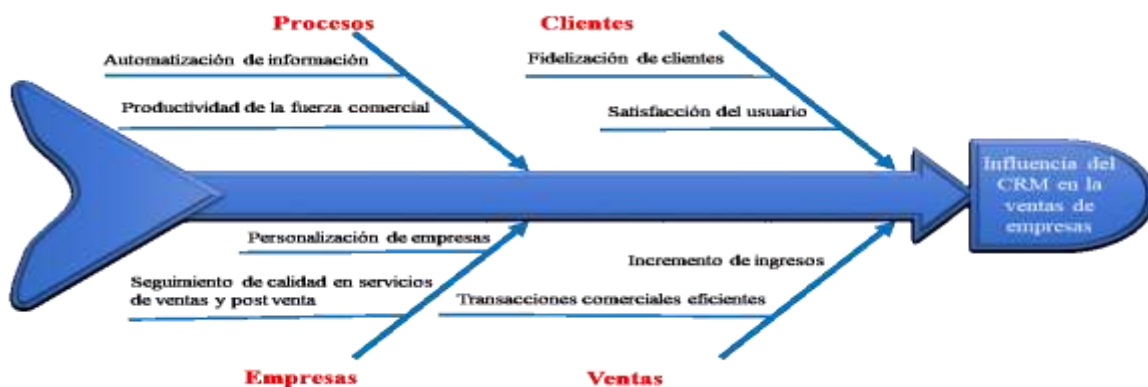 Procesos
Clientes
Automatización de información
Fidelización de clientes
Productividad de la fuerza comercial
Satisfacción del usuario
Influencia del
CRM en la
ventas de
empresas
Personalización de empresas
Incremento de ingresos
Seguimiento de calidad en servicios
de ventas y post venta
Transacciones comerciales eficientes
Empresas
Ventas